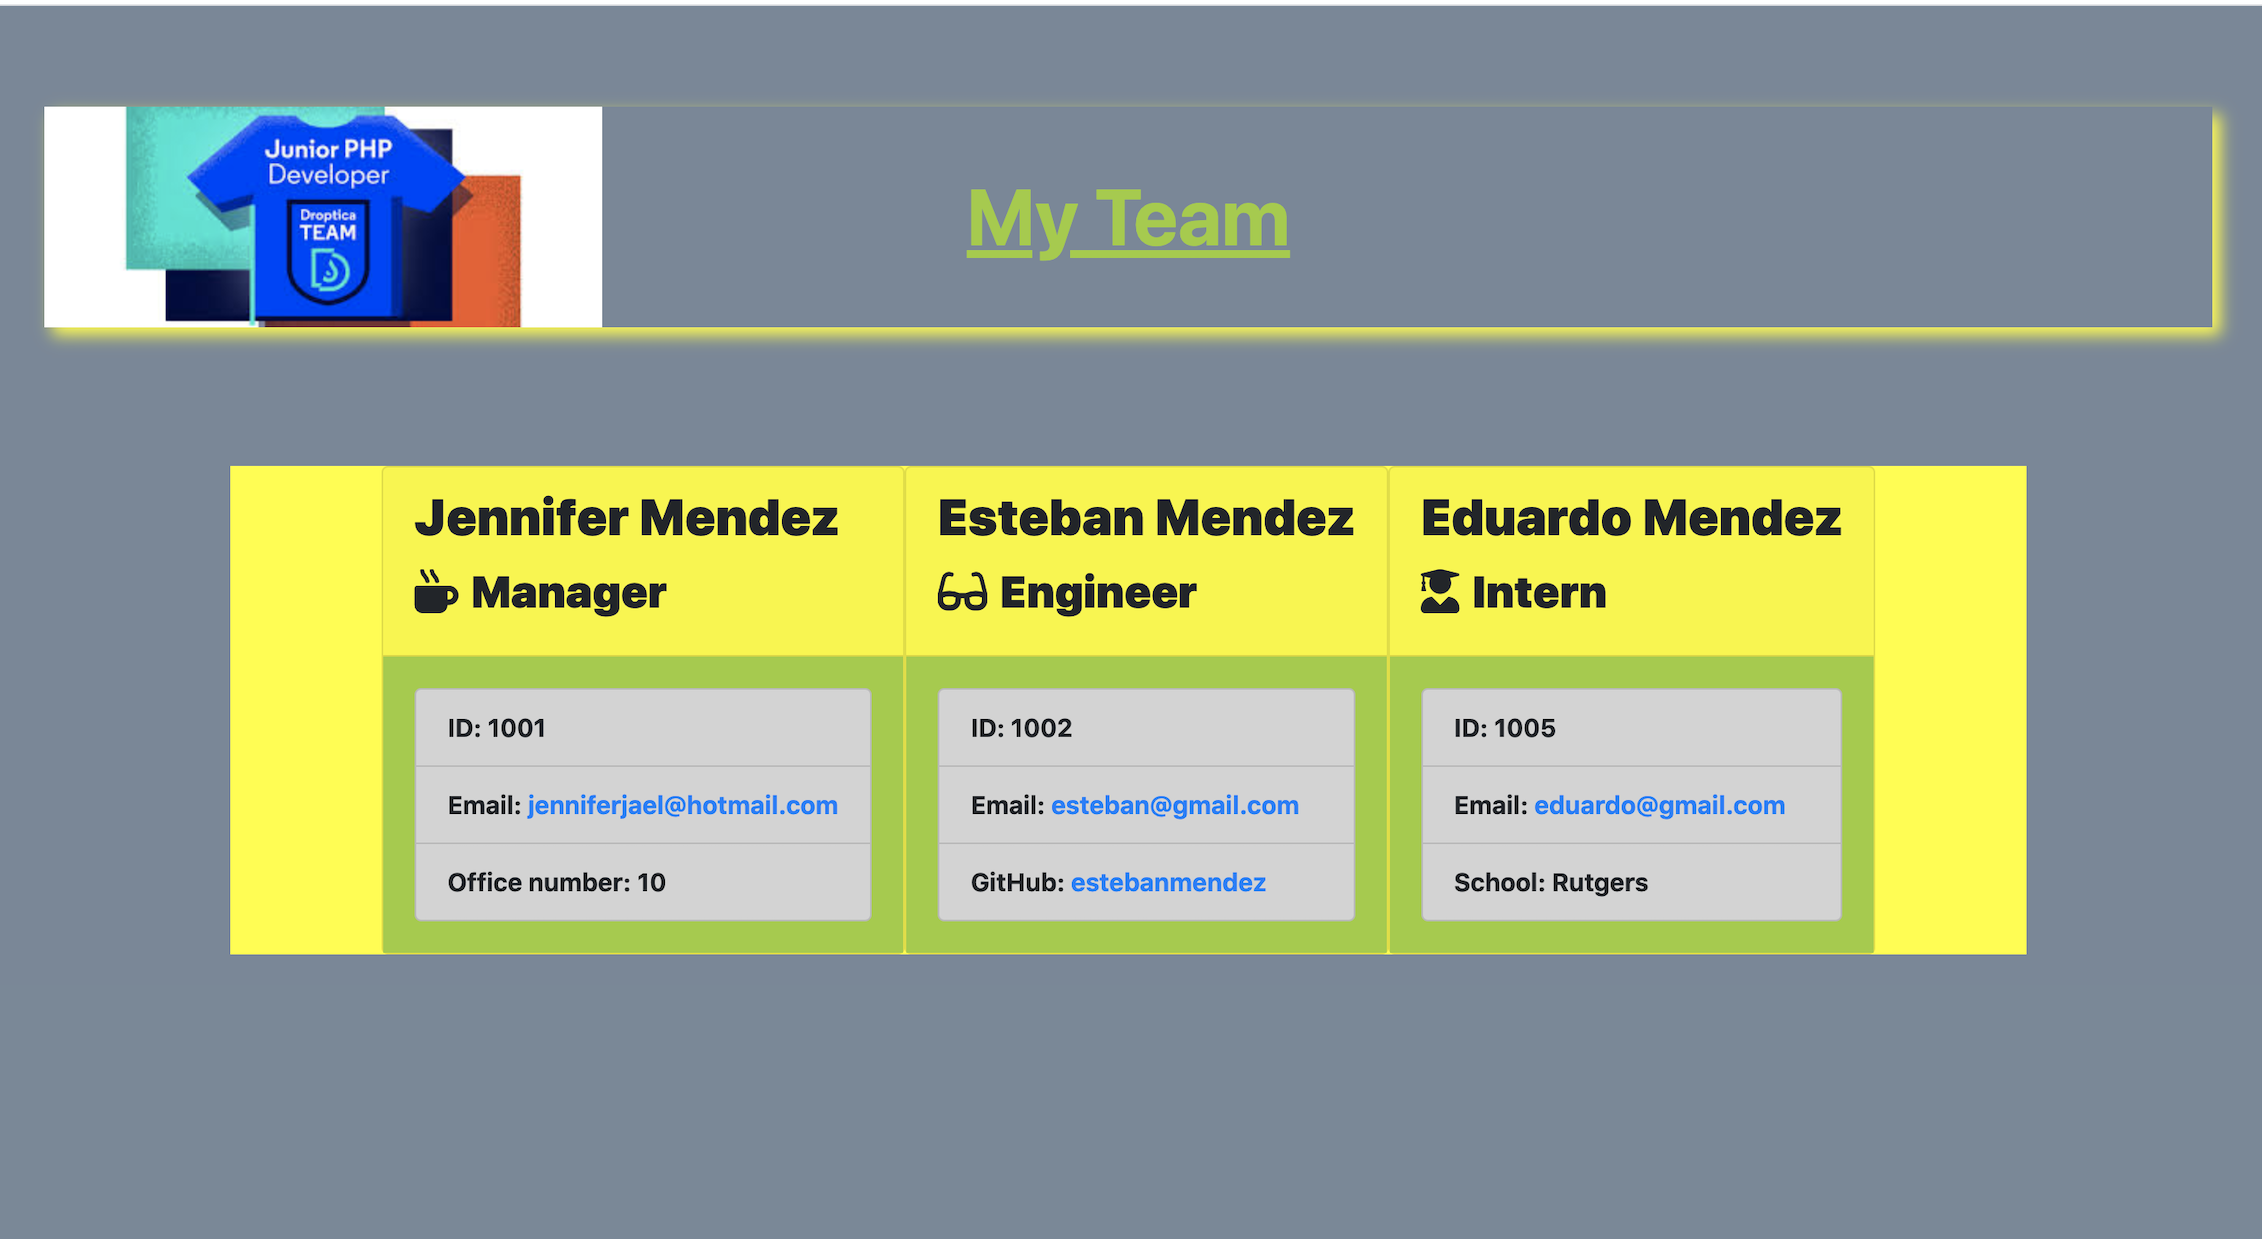 Junior PHP
Developer
Droptica
TEAM
My Team
Jennifer Mendez
Manager
ID: 1001
Email: jenniferjael@hotmail.com
Office number: 10
Esteban Mendez
Engineer
ID: 1002
Email: esteban@gmail.com
GitHub: estebanmendez
Eduardo Mendez
Intern
ID: 1005
Email: eduardo@gmail.com
School: Rutgers